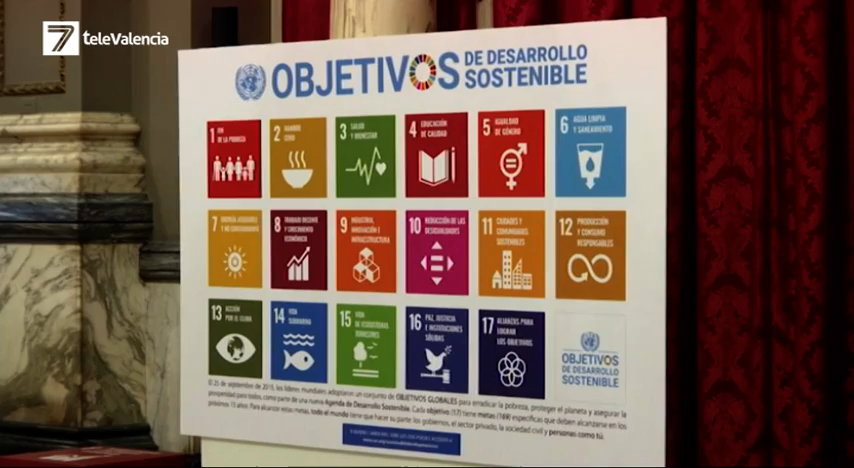 7 teleValencia
OBJETIVOS
DE DESARROLLO
SOSTENIBLE
1 FIN
DE LA POBREZA
2 HAMBRE
CERO
3 SALUD
Y BIENESTAR
4 EDUCACIÓN
DE CALIDAD
5 IGUALDAD
DE GÉNERO
6 AGUA LIMPIA
Y SANEAMIENTO
7 ENERGÍA ASEQUIBLE
Y NO CONTAMINANTE
8 TRABAJO DECENTE
Y CRECIMIENTO
ECONÓMICO
9 INDUSTRIA,
INNOVACIÓN E
INFRAESTRUCTURA
10 REDUCCIÓN DE LAS
DESIGUALDADES
11 CIUDADES Y
COMUNIDADES
SOSTENIBLES
12 PRODUCCIÓN
Y CONSUMO
RESPONSABLES
13 ACCIÓN
POR EL CLIMA
14 VIDA
SUBMARINA
15 VIDA
DE ECOSISTEMAS
TERRESTRES
16 PAZ, JUSTICIA
E INSTITUCIONES
SÓLIDAS
17 ALIANZAS PARA
LOGRAR
LOS OBJETIVOS
OBJETIVOS
DE DESARROLLO
SOSTENIBLE
El 25 de septiembre de 2015, los líderes mundiales adoptaron un conjunto de OBJETIVOS GLOBALES para erradicar la pobreza, proteger el planeta y asegurar la
prosperidad para todos, como parte de una nueva Agenda de Desarrollo Sostenible. Cada objetivo (17) tiene metas (169) específicas que deben alcanzarse en los
próximos 15 años. Para alcanzar estas metas, todo el mundo tiene que hacer su parte: los gobiernos, el sector privado, la sociedad civil y personas como tú.